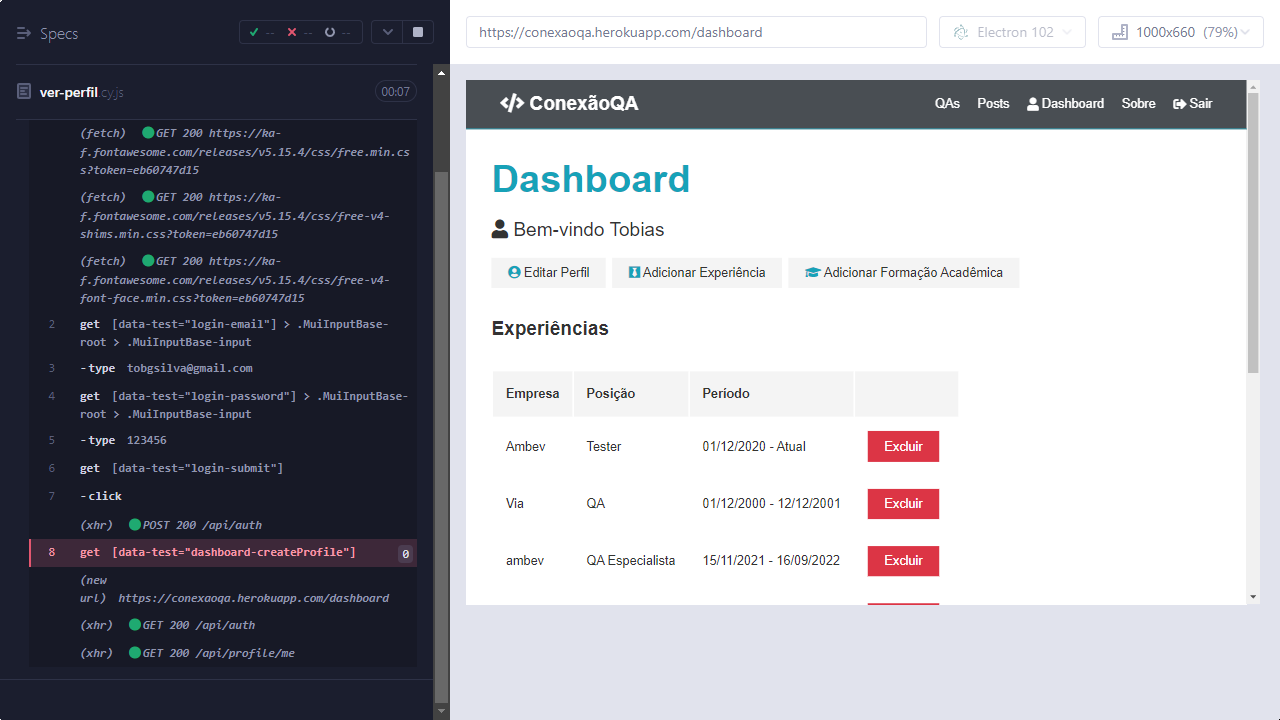 Specs
-- -- --
https://conexaoqa.herokuapp.com/dashboard
Electron 102
1000x660 (79%)
ver-perfil.cy.js
00:07
(fetch) GET 200 https://ka-
f.fontawesome.com/releases/v5.15.4/css/free.min.cs
s?token=eb60747d15
(fetch) GET 200 https://ka-
f.fontawesome.com/releases/v5.15.4/css/free-v4-
shims.min.css?token=eb60747d15
(fetch) GET 200 https://ka-
f.fontawesome.com/releases/v5.15.4/css/free-v4-
font-face.min.css?token=eb60747d15
2 get [data-test="login-email"] > .MuiInputBase-
root > .MuiInputBase-input
3 -type tobgsilva@gmail.com
4 get [data-test="login-password"] > .MuiInputBase-
root > .MuiInputBase-input
5 -type 123456
6 get [data-test="login-submit"]
7 -click
(xhr) POST 200 /api/auth
8 get [data-test="dashboard-createProfile"] 0
(new
url) https://conexaoqa.herokuapp.com/dashboard
(xhr) GET 200 /api/auth
(xhr) GET 200 /api/profile/me
ConexãoQA
QAs Posts Dashboard Sobre Sair
Dashboard
Bem-vindo Tobias
Editar Perfil Adicionar Experiência Adicionar Formação Acadêmica
Experiências
Empresa Posição Período
Ambev Tester 01/12/2020 - Atual Excluir
Via QA 01/12/2000 - 12/12/2001 Excluir
ambev QA Especialista 15/11/2021 - 16/09/2022 Excluir